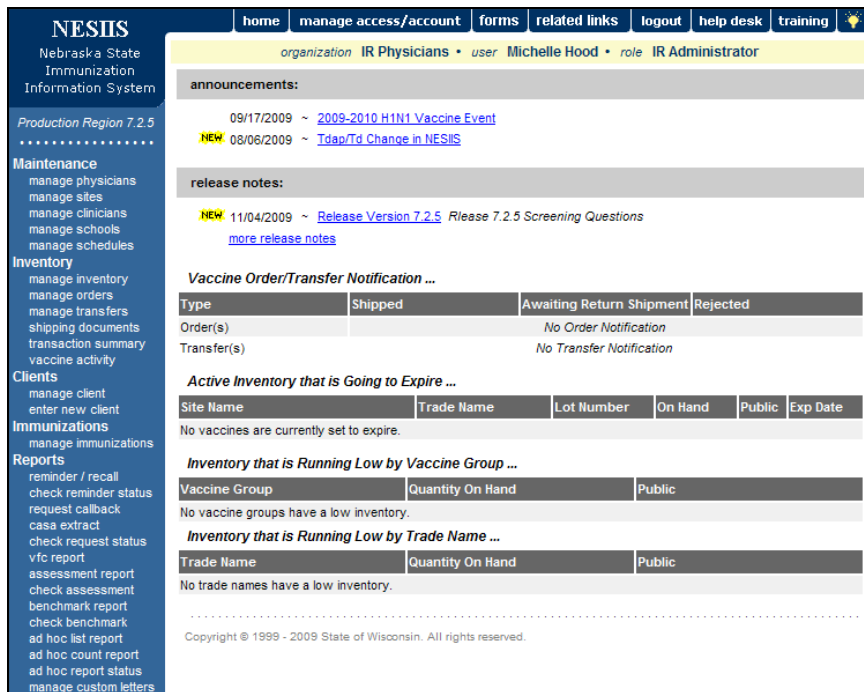 NESIIS
Nebraska State
Immunization
Information System
Production Region 7.2.5
Maintenance
manage physicians
manage sites
manage clinicians
manage schools
manage schedules
Inventory
manage inventory
manage orders
manage transfers
shipping documents
transaction summary
vaccine activity
Clients
manage client
enter new client
Immunizations
manage immunizations
Reports
reminder / recall
check reminder status
request callback
casa extract
check request status
vfc report
assessment report
check assessment
benchmark report
check benchmark
ad hoc list report
ad hoc count report
ad hoc report status
manage custom letters
home manage access/account forms related links logout help desk training
organization IR Physicians • user Michelle Hood • role IR Administrator
announcements:
09/17/2009 ~ 2009-2010 H1N1 Vaccine Event
NEW 08/06/2009 ~ Tdap/Td Change in NESIIS
release notes:
NEW 11/04/2009 ~ Release Version 7.2.5 Rlease 7.2.5 Screening Questions
more release notes
Vaccine Order/Transfer Notification ...
Type Shipped Awaiting Return Shipment Rejected
Order(s) No Order Notification
Transfer(s) No Transfer Notification
Active Inventory that is Going to Expire ...
Site Name Trade Name Lot Number On Hand Public Exp Date
No vaccines are currently set to expire.
Inventory that is Running Low by Vaccine Group ...
Vaccine Group Quantity On Hand Public
No vaccine groups have a low inventory.
Inventory that is Running Low by Trade Name ...
Trade Name Quantity On Hand Public
No trade names have a low inventory.
Copyright © 1999 - 2009 State of Wisconsin. All rights reserved.